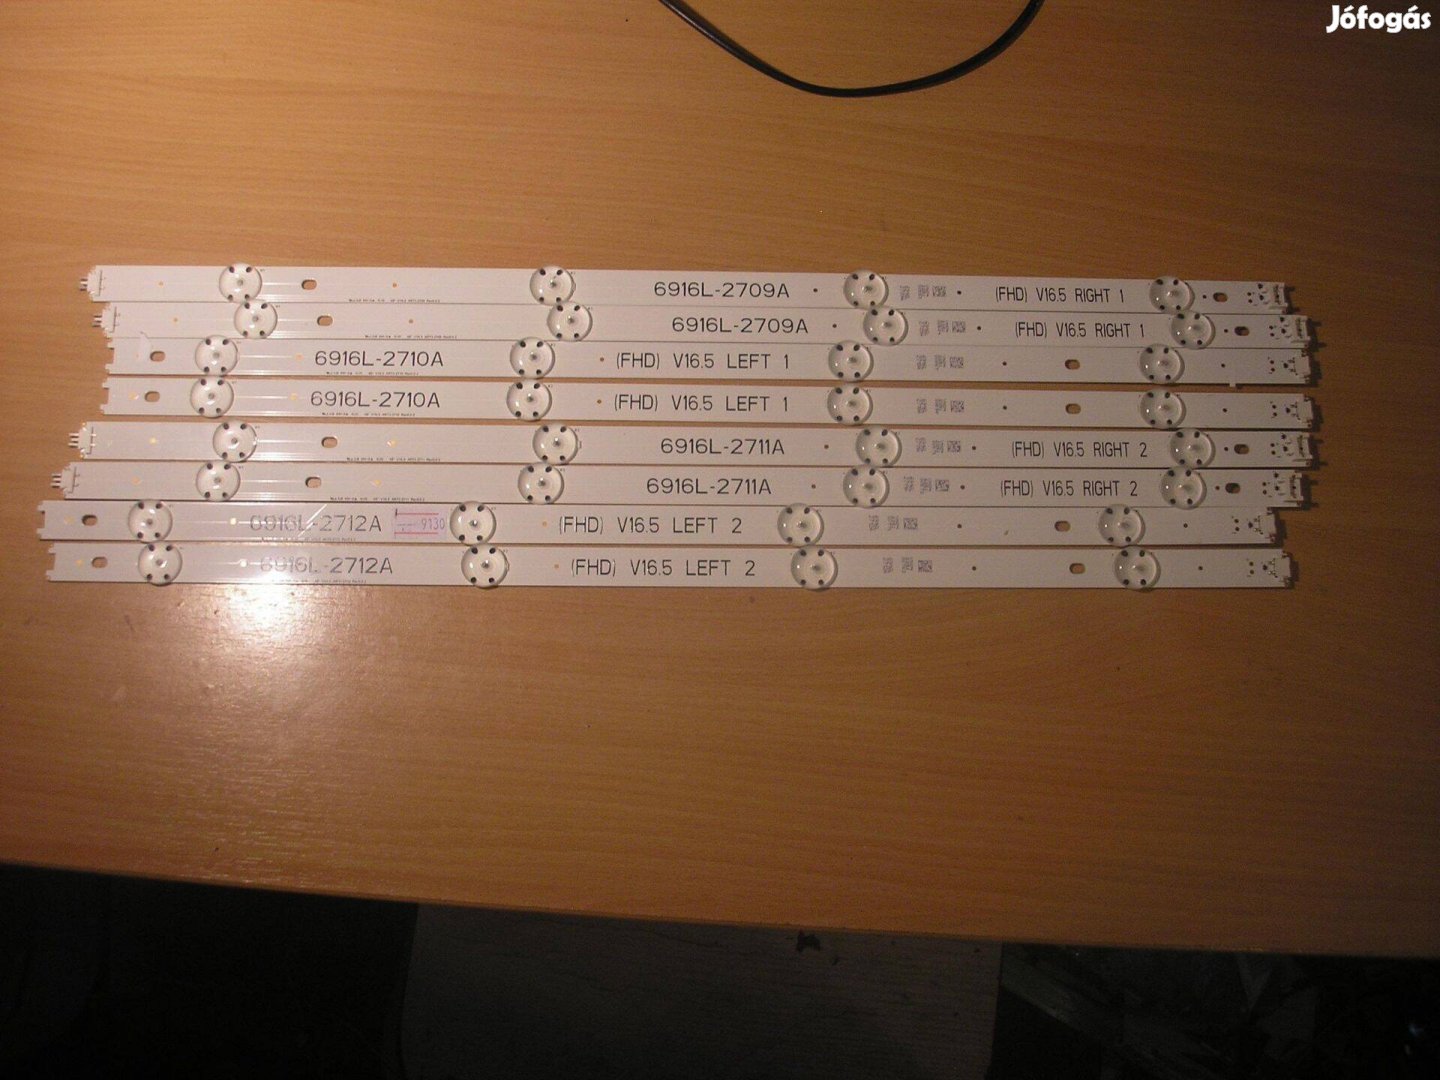 Jófogás
6916L-2709A (FHD) V16.5 RIGHT 1
6916L-2709A (FHD) V16.5 RIGHT 1
6916L-2710A (FHD) V16.5 LEFT 1
6916L-2710A (FHD) V16.5 LEFT 1
6916L-2711A (FHD) V16.5 RIGHT 2
6916L-2711A (FHD) V16.5 RIGHT 2
6916L-2712A 9130 (FHD) V16.5 LEFT 2
6916L-2712A (FHD) V16.5 LEFT 2